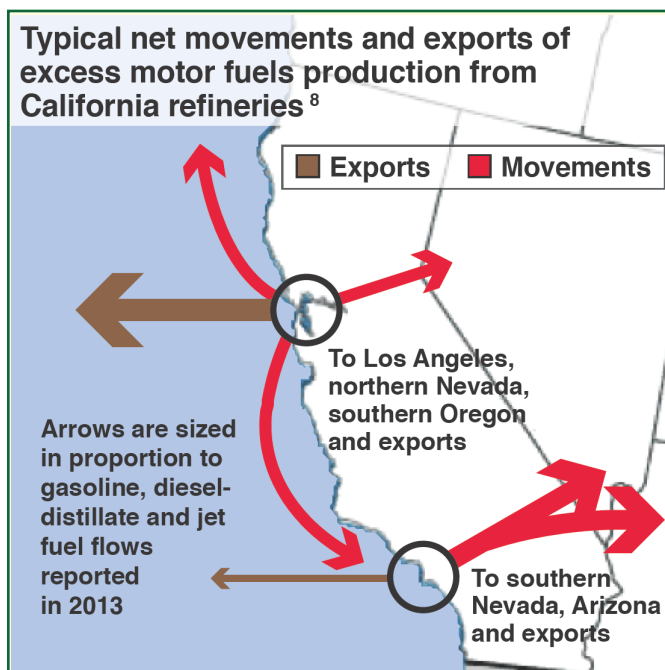 Typical net movements and exports of
excess motor fuels production from
California refineries 8
Exports Movements
To Los Angeles,
northern Nevada,
southern Oregon
and exports
Arrows are sized
in proportion to
gasoline, diesel-
distillate and jet
fuel flows
reported
in 2013
To southern
Nevada, Arizona
and exports